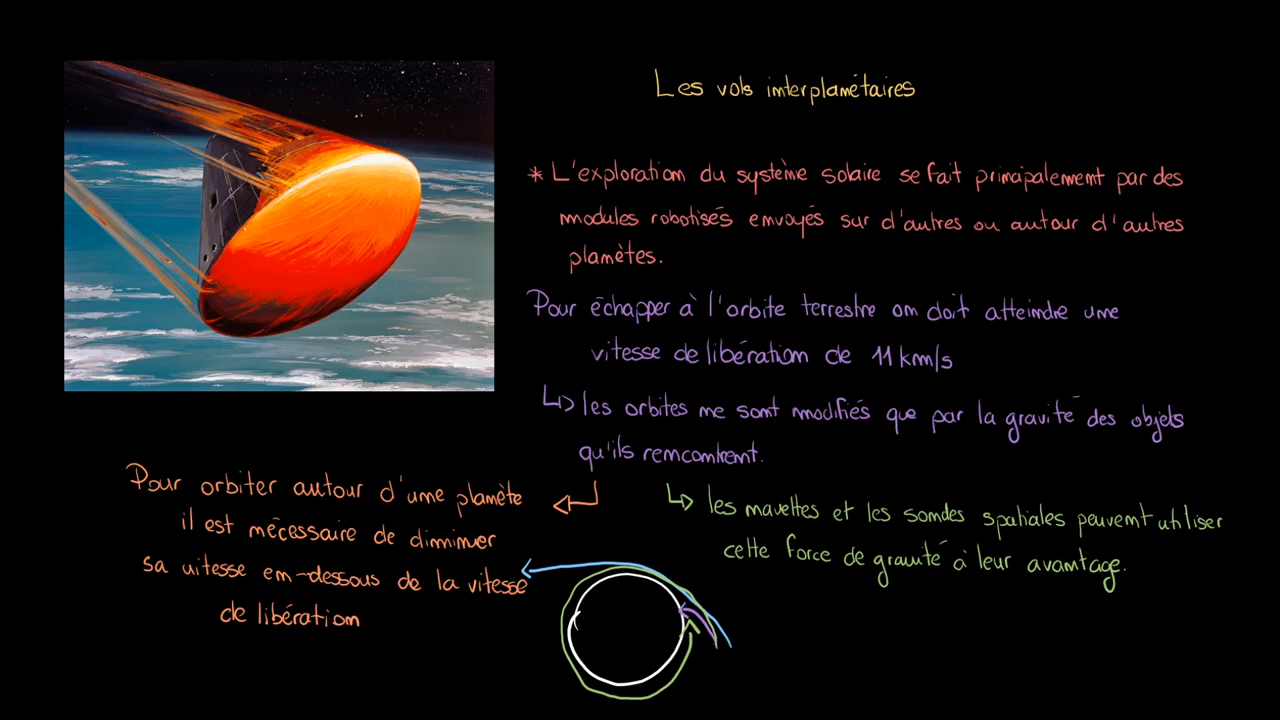 Les vols interplanétaires
* L'exploration du système solaire se fait principalement par des
modules robotisés envoyés sur d'autres ou autour d'autres
planètes.
Pour échapper à l'orbite terrestre on doit atteindre une
vitesse de libération de 11 km/s
↳ les orbites ne sont modifiés que par la gravité des objets
qu'ils rencontrent.
Pour orbiter autour d'une planète
il est nécessaire de diminuer
sa vitesse en-dessous de la vitesse
de libération
↳ les navettes et les sondes spatiales peuvent utiliser
cette force de gravité à leur avantage.